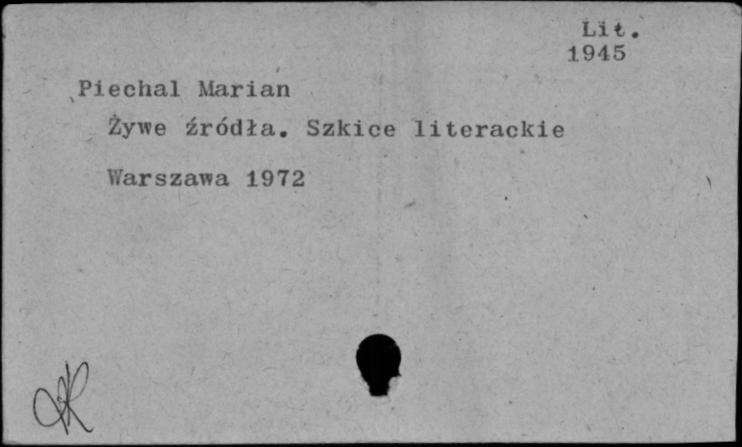 Lit.
1945
Piechal Marian
Żywe źródła. Szkice literackie
Warszawa 1972